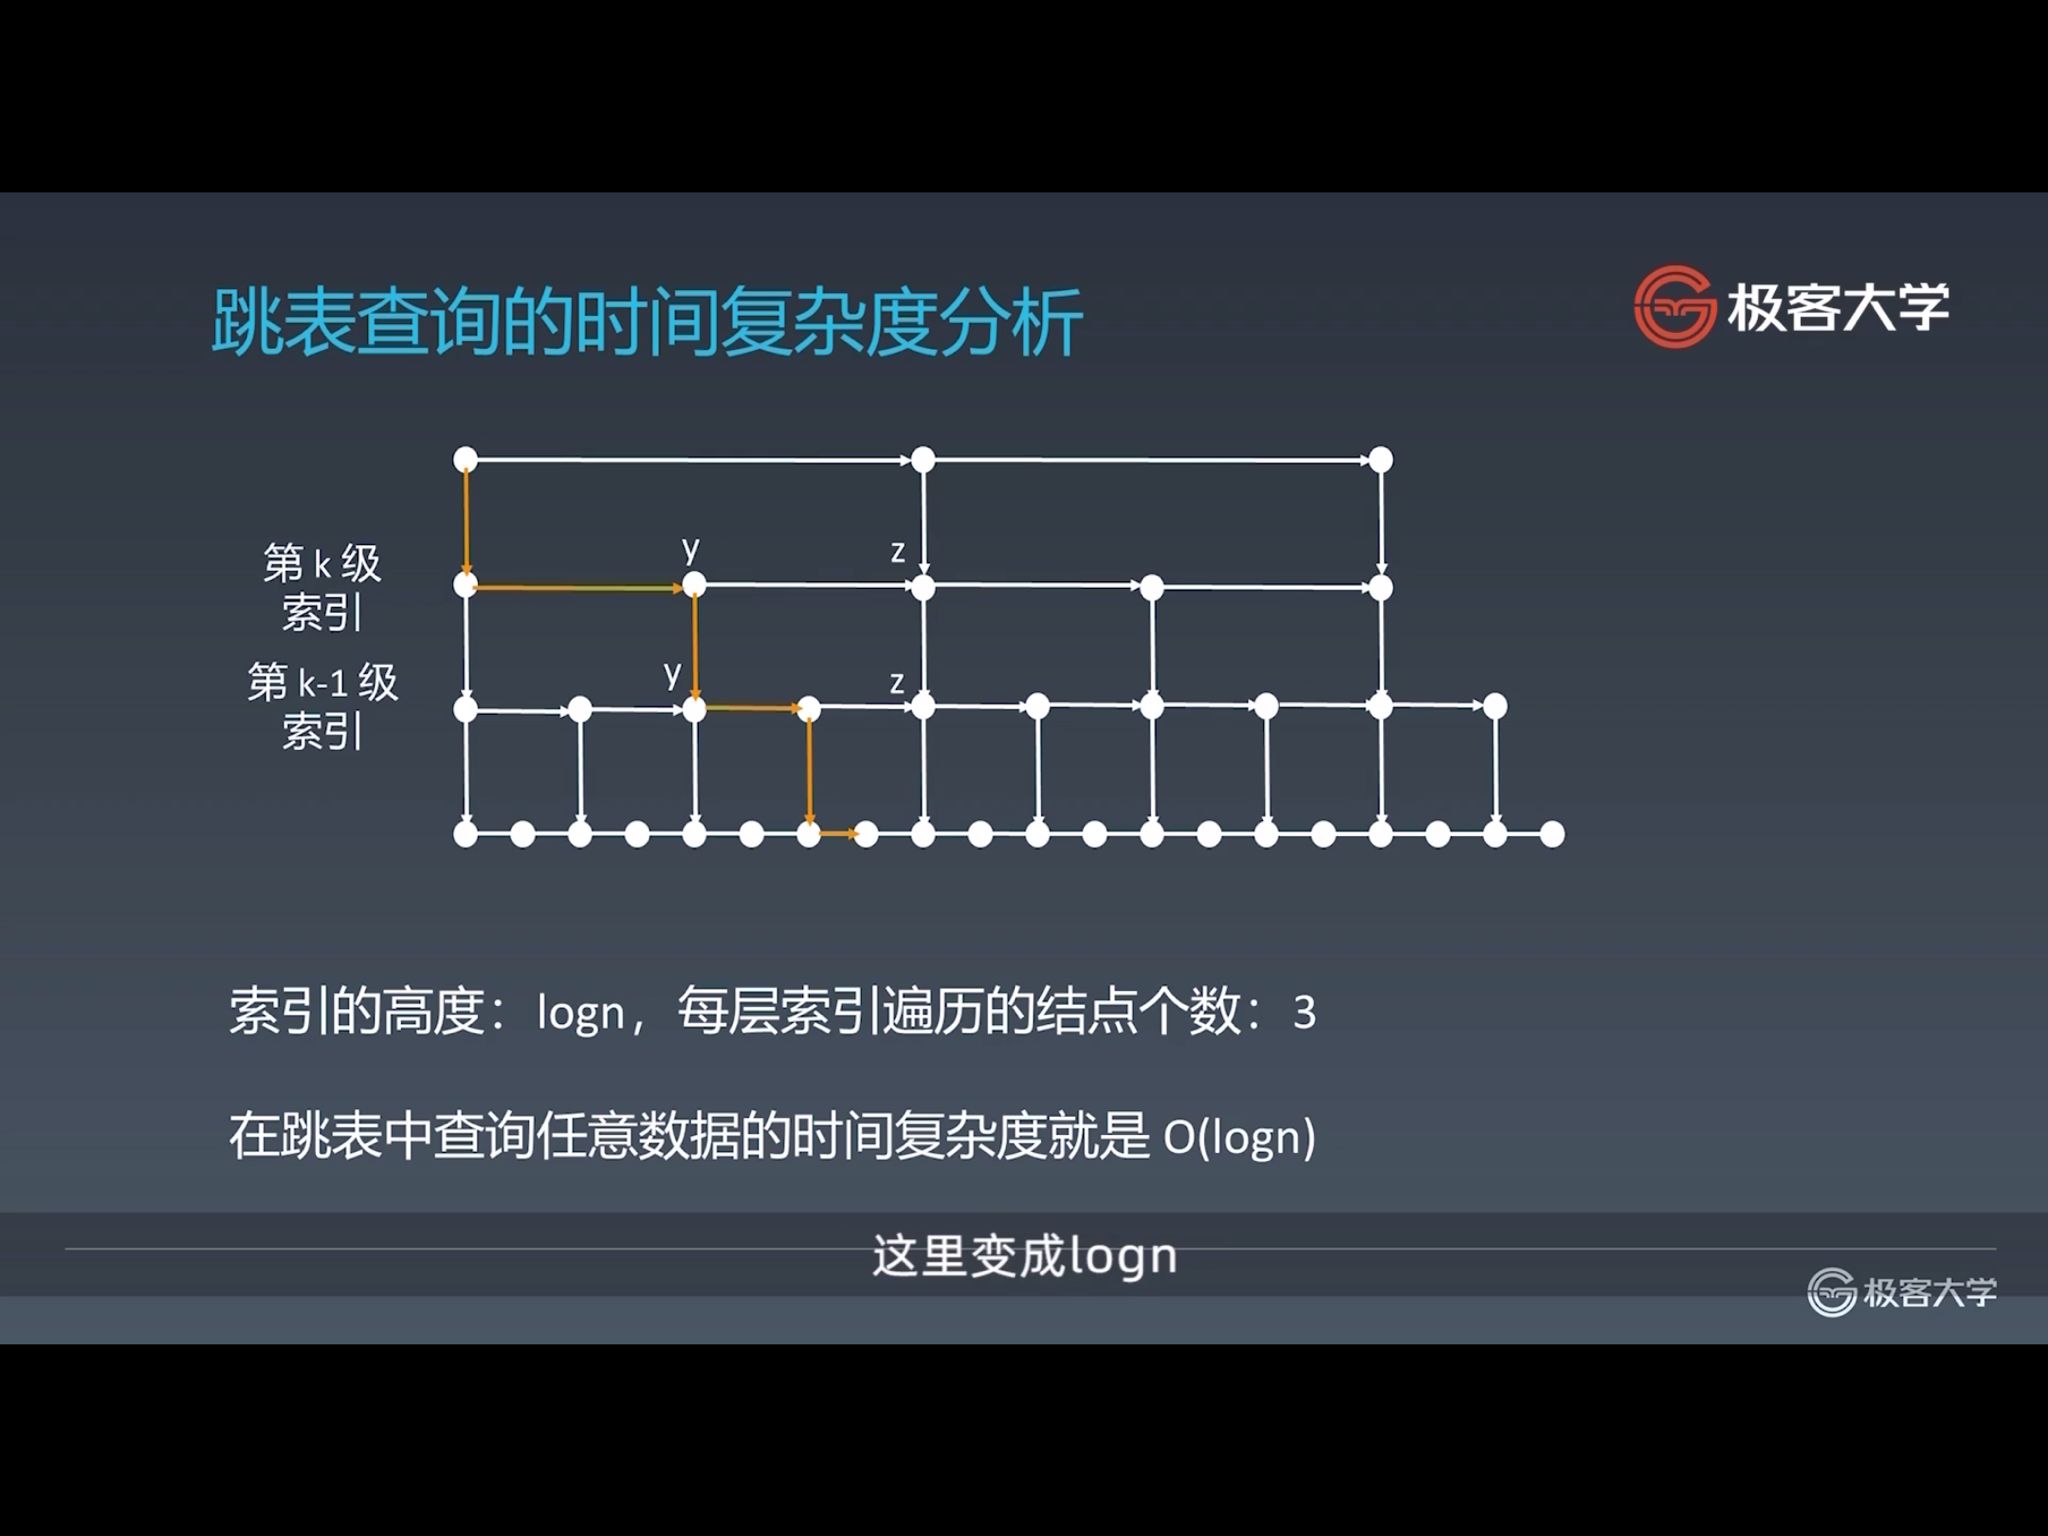 跳表查询的时间复杂度分析
极客大学
y
z
第 k 级
索引
y
z
第 k-1 级
索引
索引的高度：logn，每层索引遍历的结点个数：3
在跳表中查询任意数据的时间复杂度就是 O(logn)
这里变成logn
极客大学